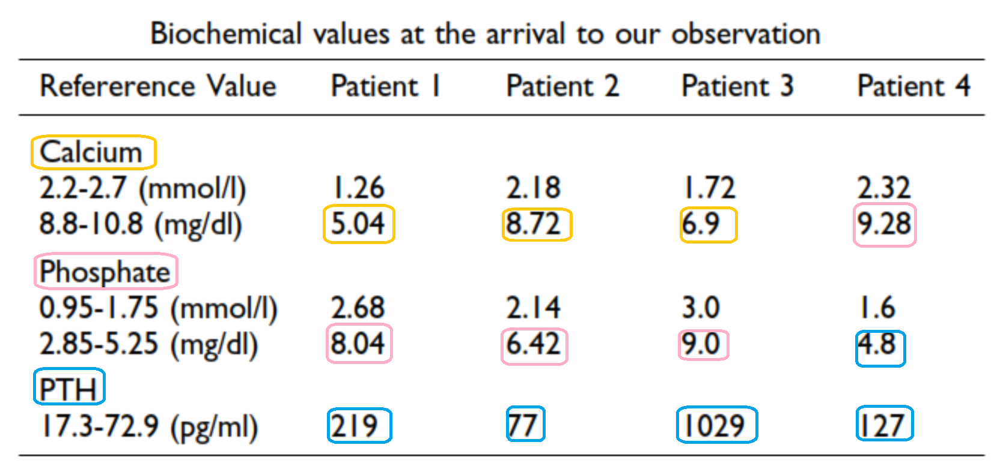 Biochemical values at the arrival to our observation
Refererence Value Patient 1 Patient 2 Patient 3 Patient 4
Calcium
2.2-2.7 (mmol/l) 1.26 2.18 1.72 2.32
8.8-10.8 (mg/dl) 5.04 8.72 6.9 9.28
Phosphate
0.95-1.75 (mmol/l) 2.68 2.14 3.0 1.6
2.85-5.25 (mg/dl) 8.04 6.42 9.0 4.8
PTH
17.3-72.9 (pg/ml) 219 77 1029 127